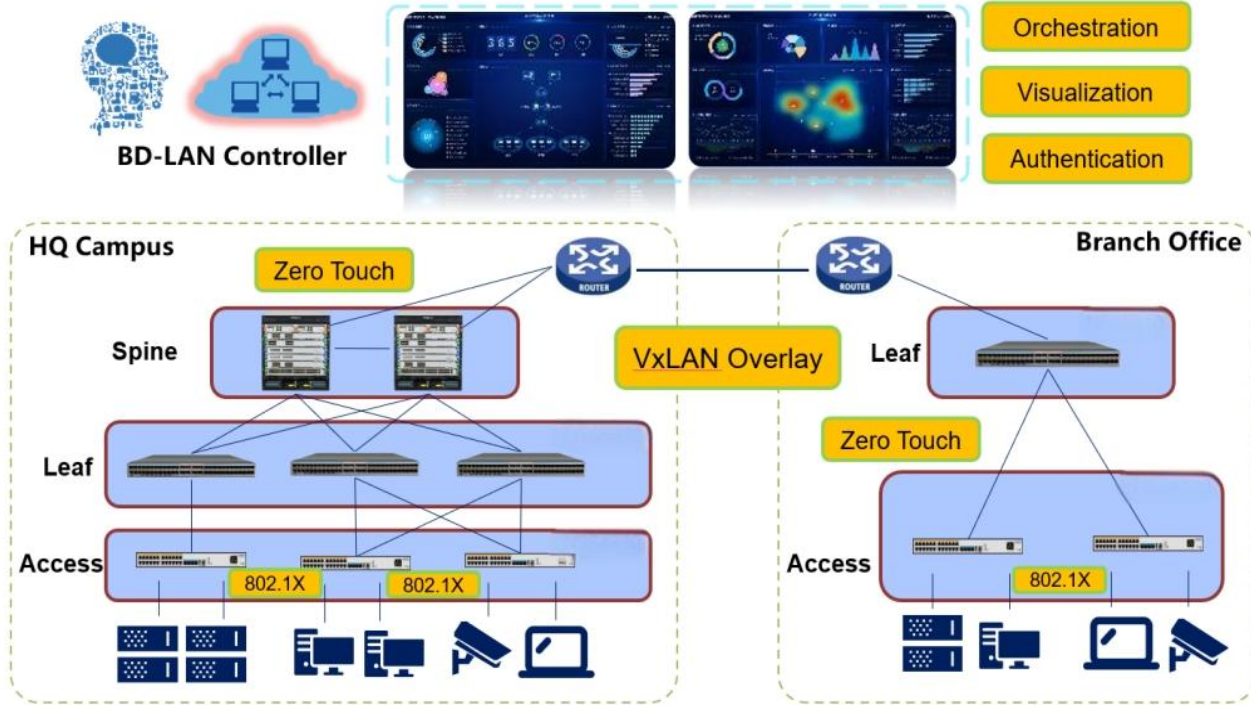 Orchestration
Visualization
Authentication
BD-LAN Controller
365
HQ Campus
Zero Touch
ROUTER
ROUTER
Branch Office
Spine
VxLAN Overlay
Leaf
Leaf
Zero Touch
Access
802.1X
802.1X
Access
802.1X